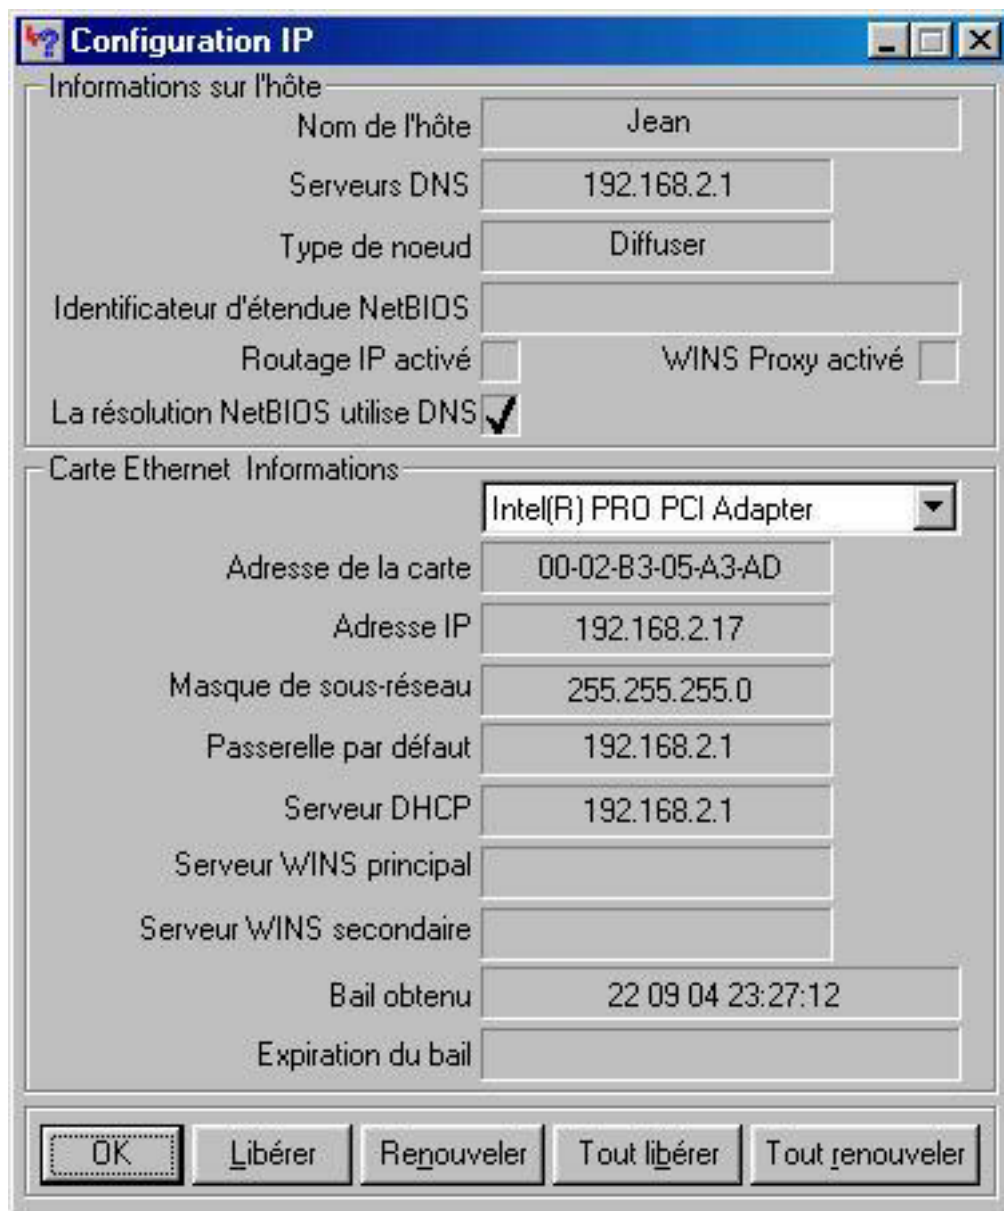 Configuration IP
Informations sur l'hôte
Nom de l'hôte Jean
Serveurs DNS 192.168.2.1
Type de noeud Diffuser
Identificateur d'étendue NetBIOS
Routage IP activé WINS Proxy activé
La résolution NetBIOS utilise DNS
Carte Ethernet Informations
Intel(R) PRO PCI Adapter
Adresse de la carte 00-02-B3-05-A3-AD
Adresse IP 192.168.2.17
Masque de sous-réseau 255.255.255.0
Passerelle par défaut 192.168.2.1
Serveur DHCP 192.168.2.1
Serveur WINS principal
Serveur WINS secondaire
Bail obtenu 22 09 04 23:27:12
Expiration du bail
OK Libérer Renouveler Tout libérer Tout renouveler